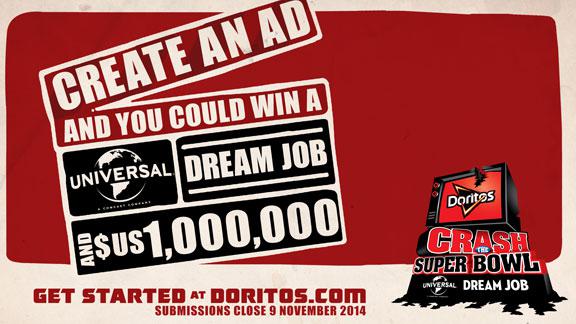 CREATE AN AD
AND YOU COULD WIN A
UNIVERSAL
A COMCAST COMPANY
DREAM JOB
AND $US1,000,000
Doritos
CRASH
THE
SUPER BOWL
UNIVERSAL DREAM JOB
GET STARTED AT DORITOS.COM
SUBMISSIONS CLOSE 9 NOVEMBER 2014